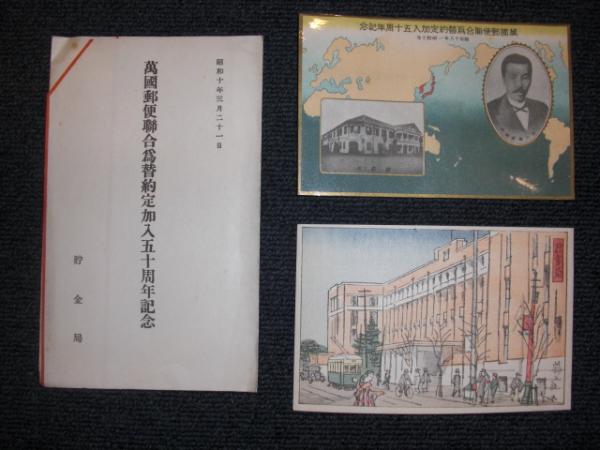 昭和十年三月二十一日
萬國郵便聯合爲替約定加入五十周年記念
貯金局
萬國郵便聯合爲替約定加入五十周年記念